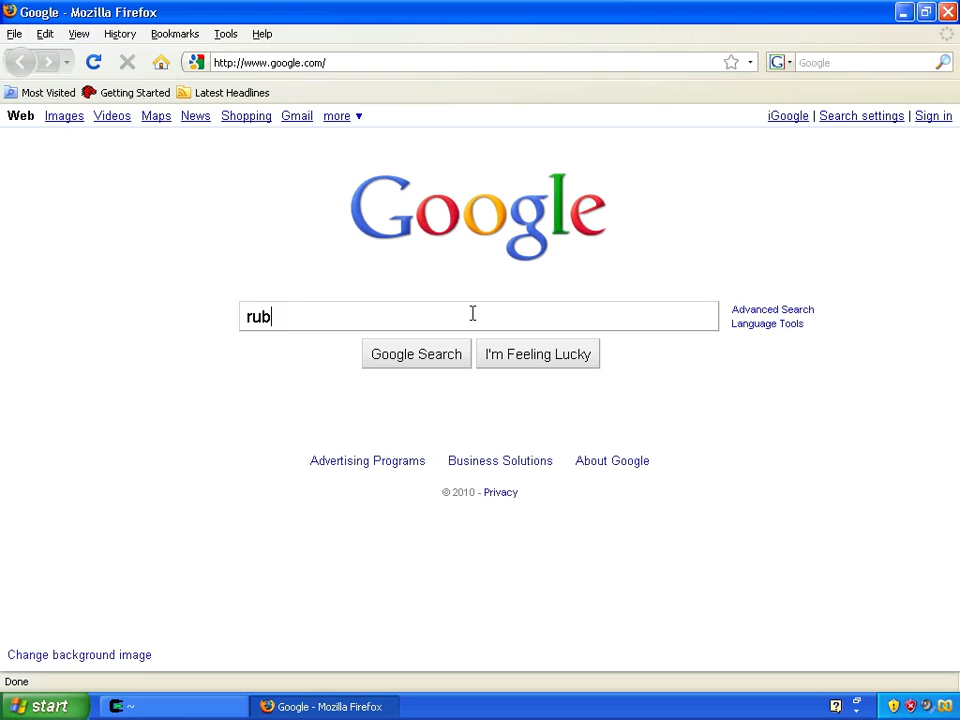 Google - Mozilla Firefox
File Edit View History Bookmarks Tools Help
http://www.google.com/ G Google
Most Visited Getting Started Latest Headlines
Web Images Videos Maps News Shopping Gmail more ▼ iGoogle | Search settings | Sign in
Google
rub
Advanced Search
Language Tools
Google Search I'm Feeling Lucky
Advertising Programs Business Solutions About Google
© 2010 - Privacy
Change background image
Done
start ~ Google - Mozilla Firefox